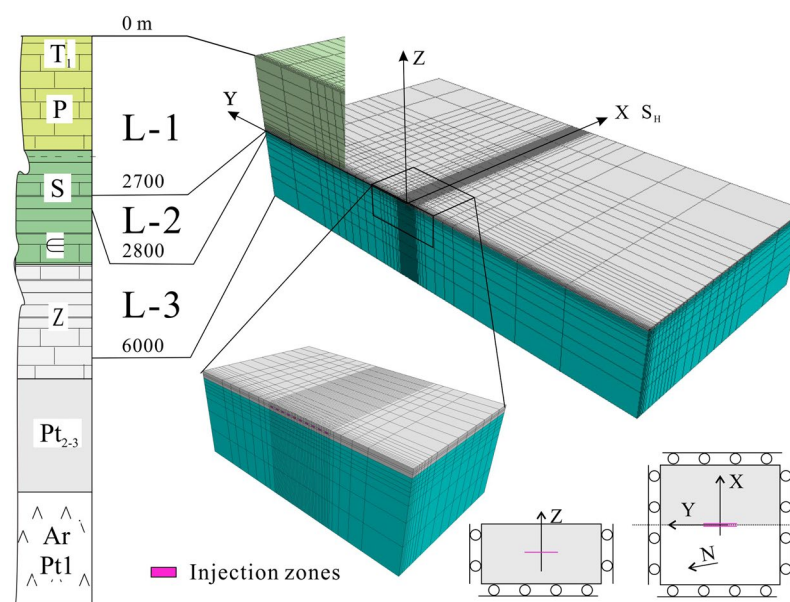 0 m
T1
P
S
∈
Z
Pt2-3
Ar
Pt1
L-1
2700
L-2
2800
L-3
6000
Z
Y
X SH
Injection zones
Z
X
Y
N